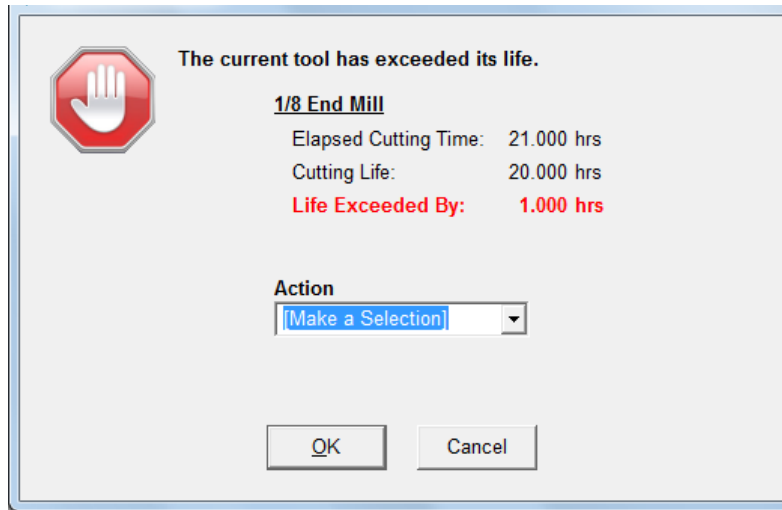 The current tool has exceeded its life.
1/8 End Mill
Elapsed Cutting Time: 21.000 hrs
Cutting Life: 20.000 hrs
Life Exceeded By: 1.000 hrs
Action
[Make a Selection]
OK Cancel